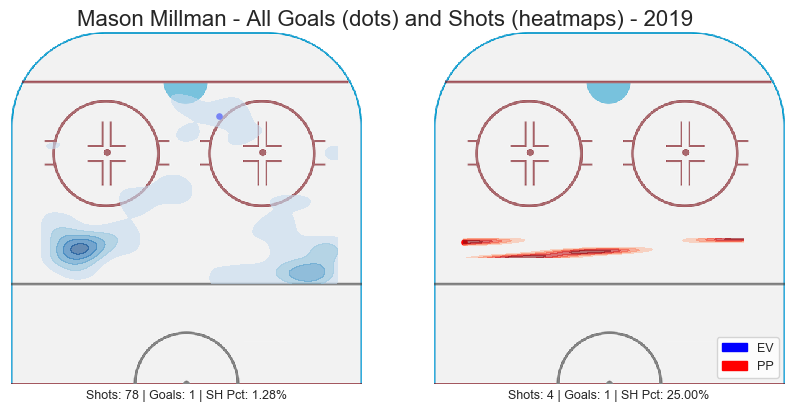 Mason Millman - All Goals (dots) and Shots (heatmaps) - 2019
EV
PP
Shots: 78 | Goals: 1 | SH Pct: 1.28%
Shots: 4 | Goals: 1 | SH Pct: 25.00%